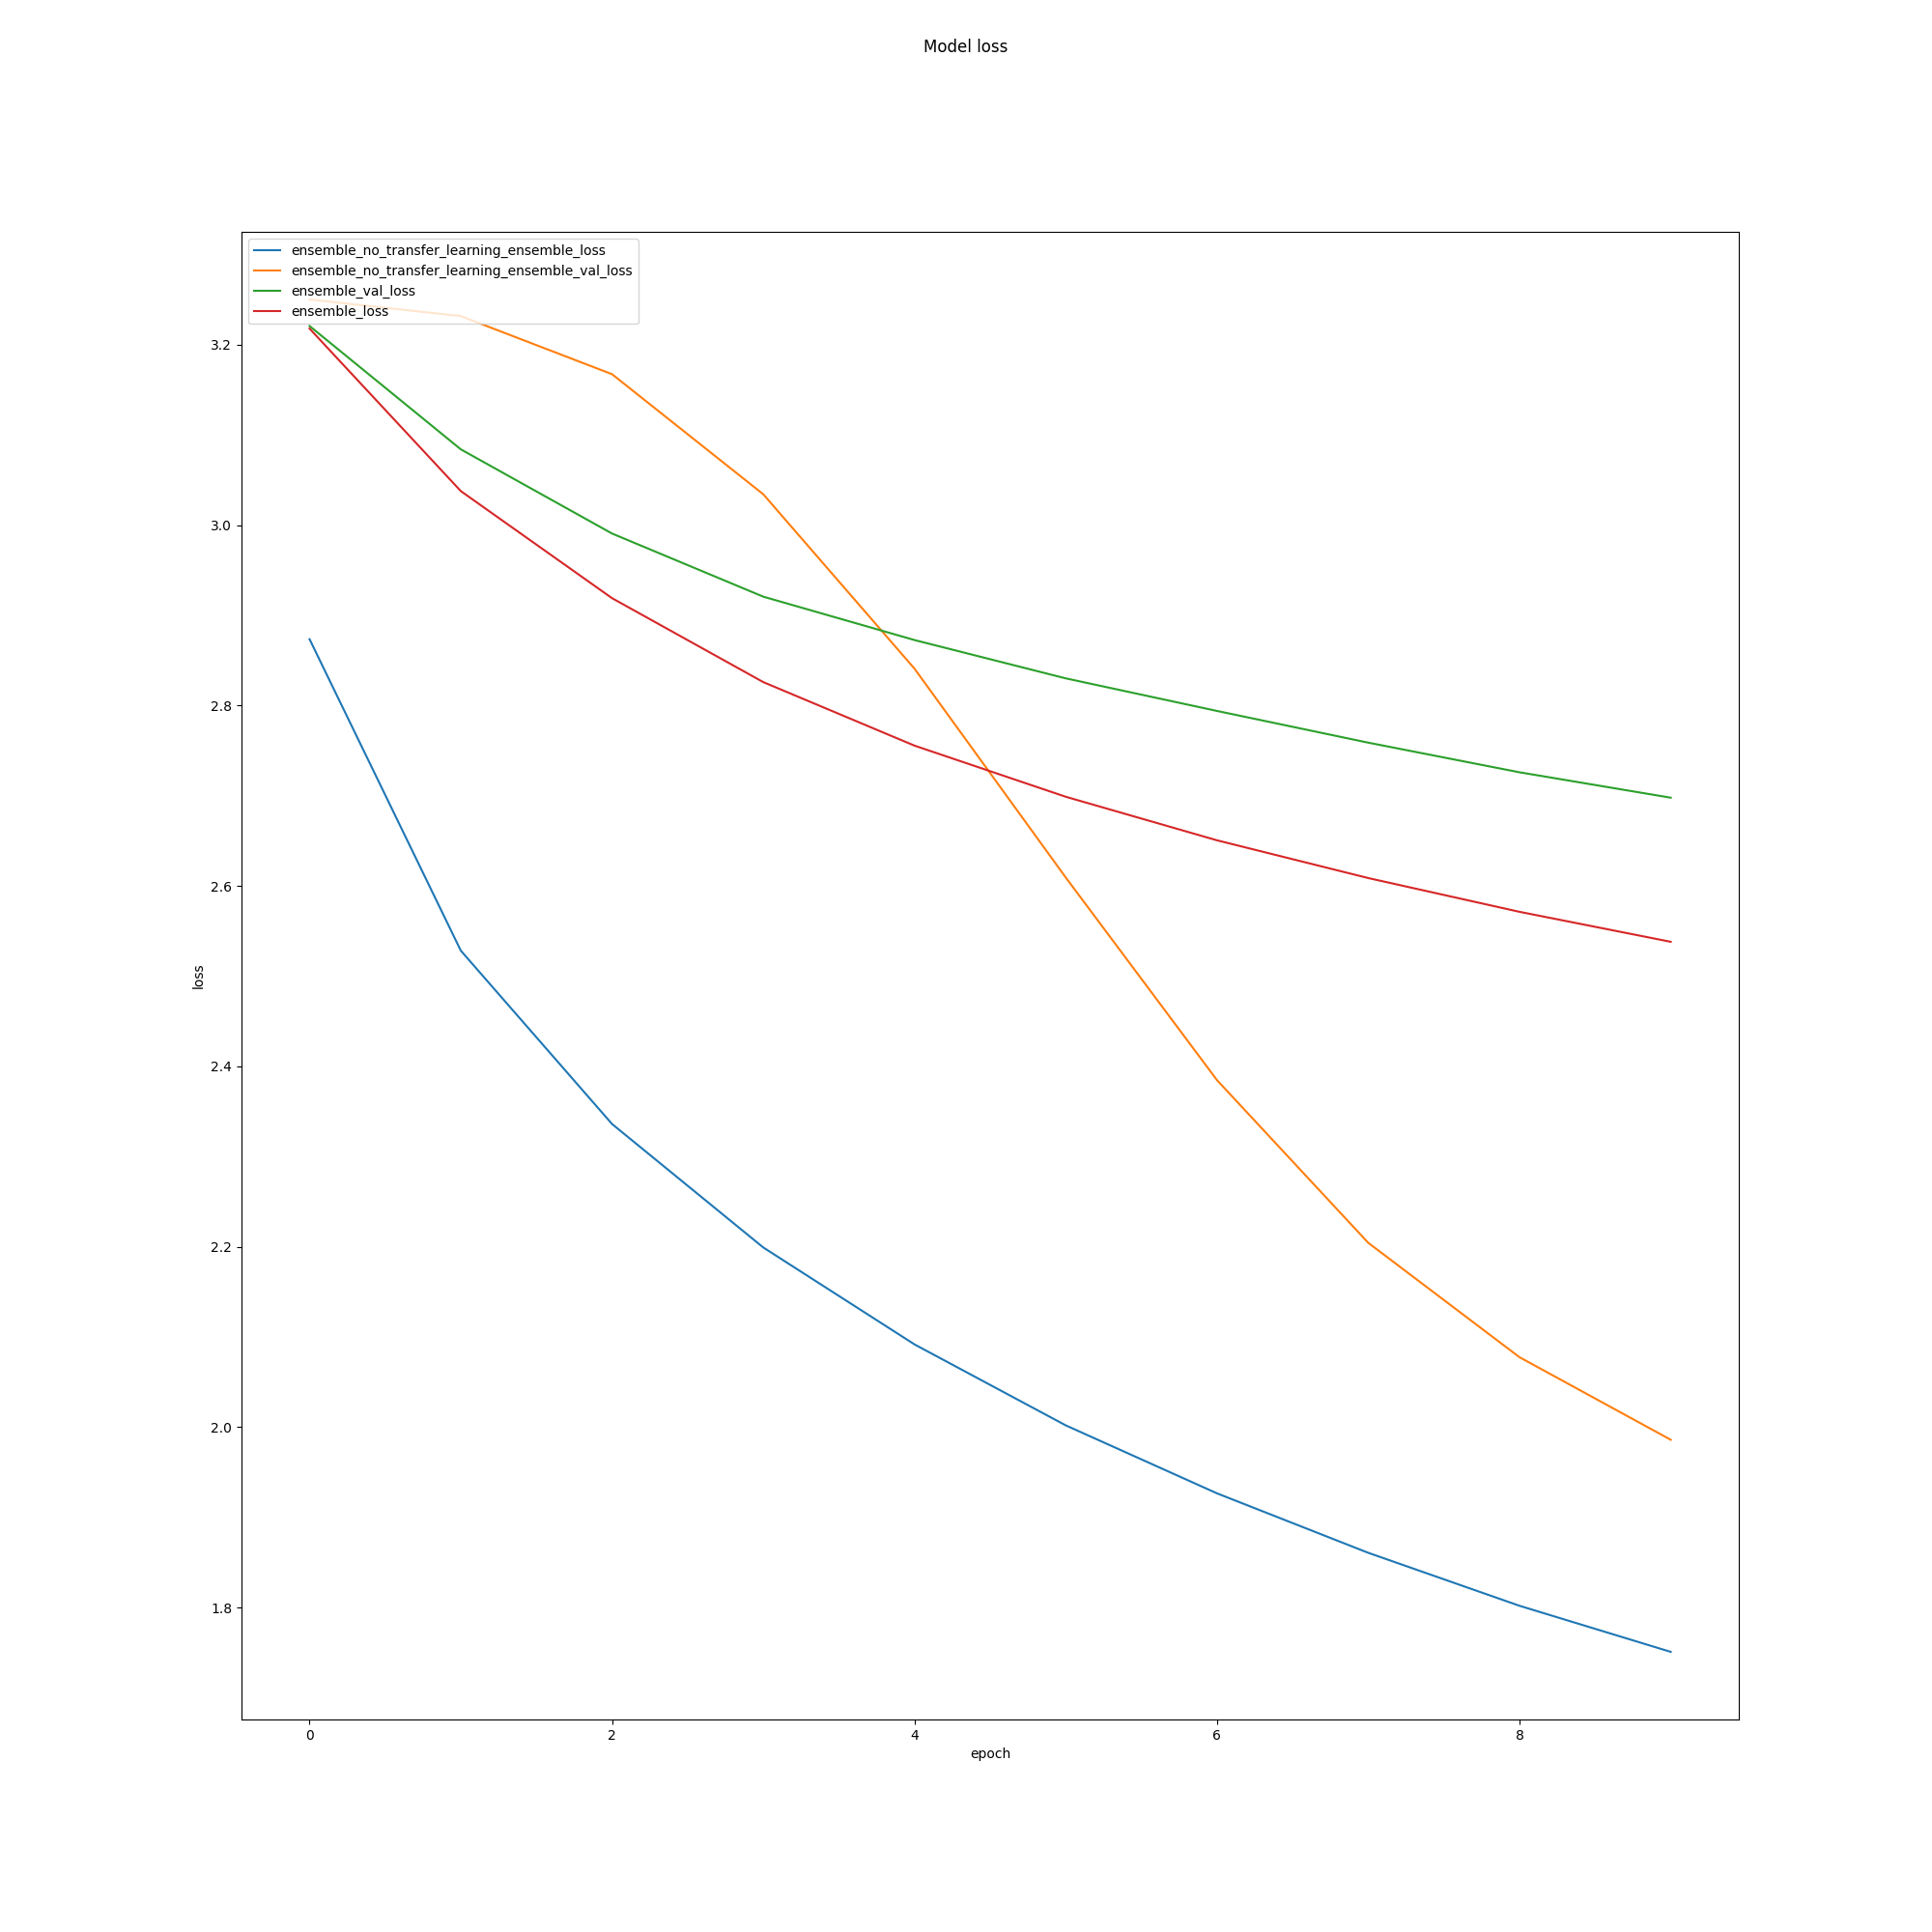 Model loss
ensemble_no_transfer_learning_ensemble_loss
ensemble_no_transfer_learning_ensemble_val_loss
ensemble_val_loss
ensemble_loss
3.2
3.0
2.8
2.6
2.4
2.2
2.0
1.8
loss
0 2 4 6 8
epoch